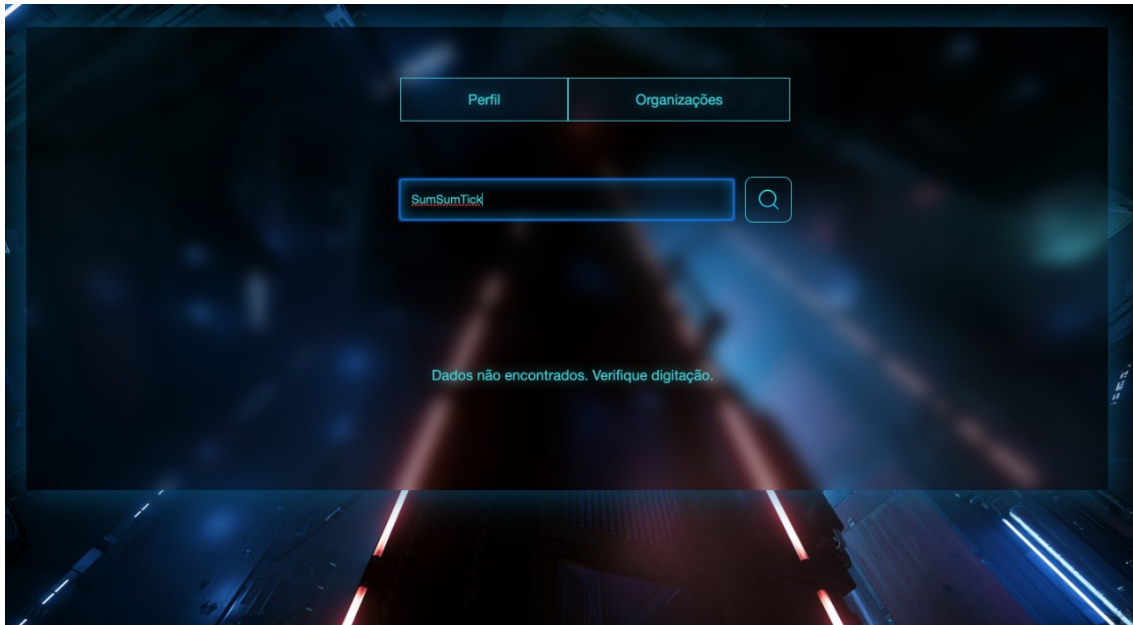 Perfil
Organizações
SumSumTick
Dados não encontrados. Verifique digitação.